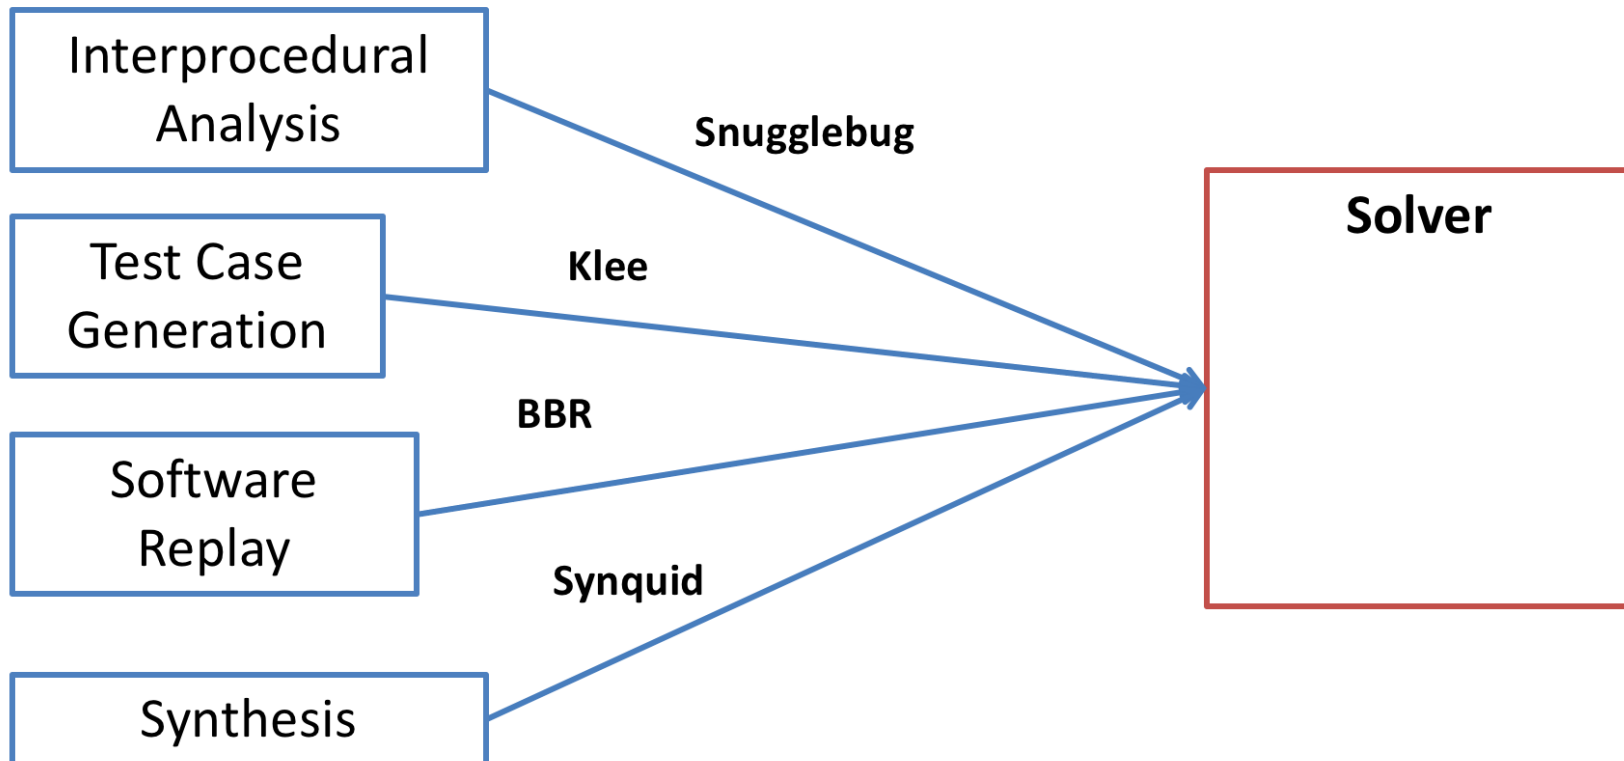 Interprocedural
Analysis
Snugglebug
Solver
Test Case
Generation
Klee
BBR
Software
Replay
Synquid
Synthesis